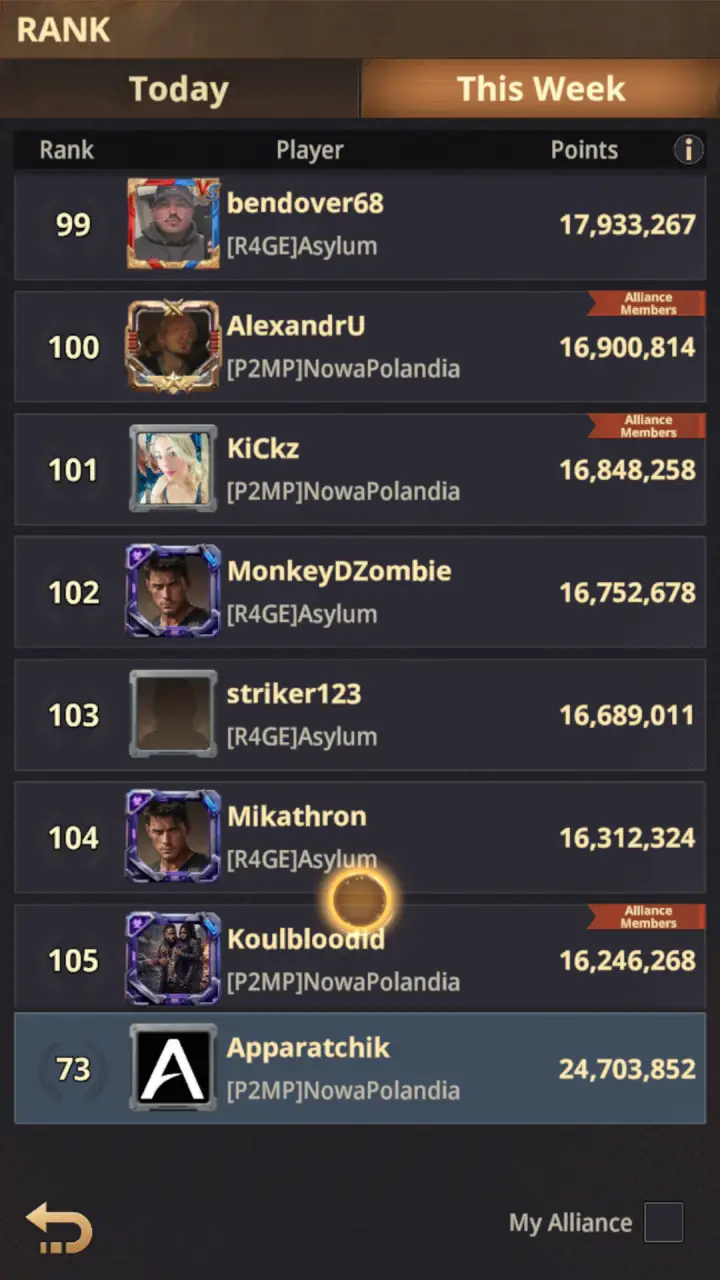 RANK
Today
This Week
Rank Player Points
99 bendover68 17,933,267
[R4GE]Asylum
Alliance
Members
100 AlexandrU 16,900,814
[P2MP]NowaPolandia
Alliance
Members
101 KiCkz 16,848,258
[P2MP]NowaPolandia
102 MonkeyDZombie 16,752,678
[R4GE]Asylum
103 striker123 16,689,011
[R4GE]Asylum
104 Mikathron 16,312,324
[R4GE]Asylum
Alliance
Members
105 Koulbloodid 16,246,268
[P2MP]NowaPolandia
73 Apparatchik 24,703,852
[P2MP]NowaPolandia
My Alliance